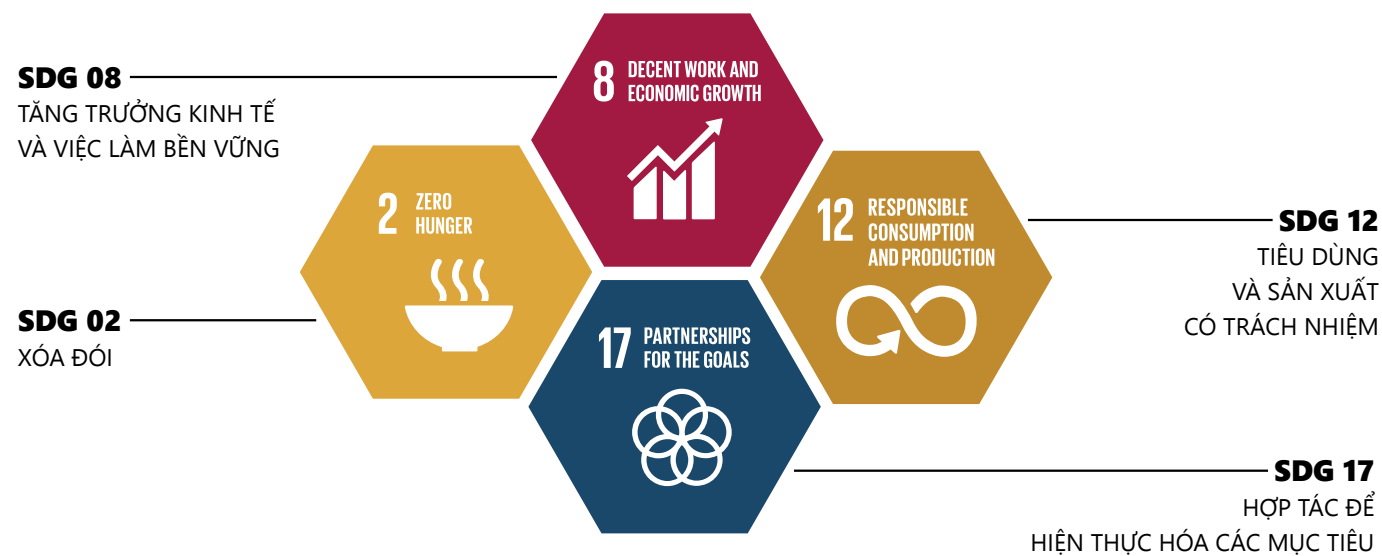 SDG 08
TĂNG TRƯỞNG KINH TẾ
VÀ VIỆC LÀM BỀN VỮNG
8 DECENT WORK AND
ECONOMIC GROWTH
2 ZERO
HUNGER
SDG 02
XÓA ĐÓI
12 RESPONSIBLE
CONSUMPTION
AND PRODUCTION
SDG 12
TIÊU DÙNG
VÀ SẢN XUẤT
CÓ TRÁCH NHIỆM
17 PARTNERSHIPS
FOR THE GOALS
SDG 17
HỢP TÁC ĐỂ
HIỆN THỰC HÓA CÁC MỤC TIÊU